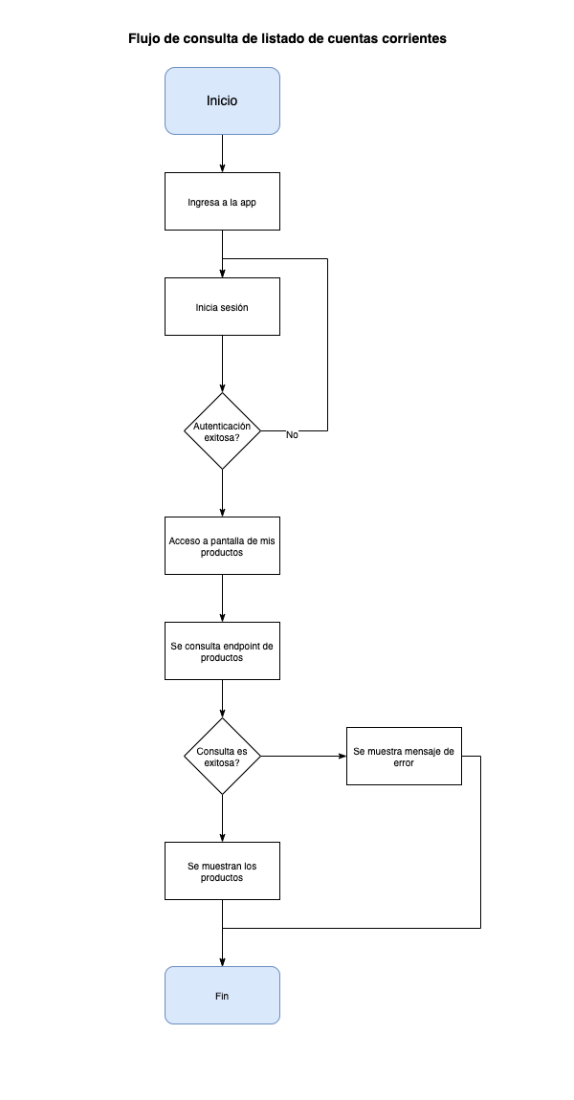 Flujo de consulta de listado de cuentas corrientes
Inicio
Ingresa a la app
Inicia sesión
Autenticación
exitosa?
No
Acceso a pantalla de mis
productos
Se consulta endpoint de
productos
Consulta es
exitosa?
Se muestra mensaje de
error
Se muestran los
productos
Fin